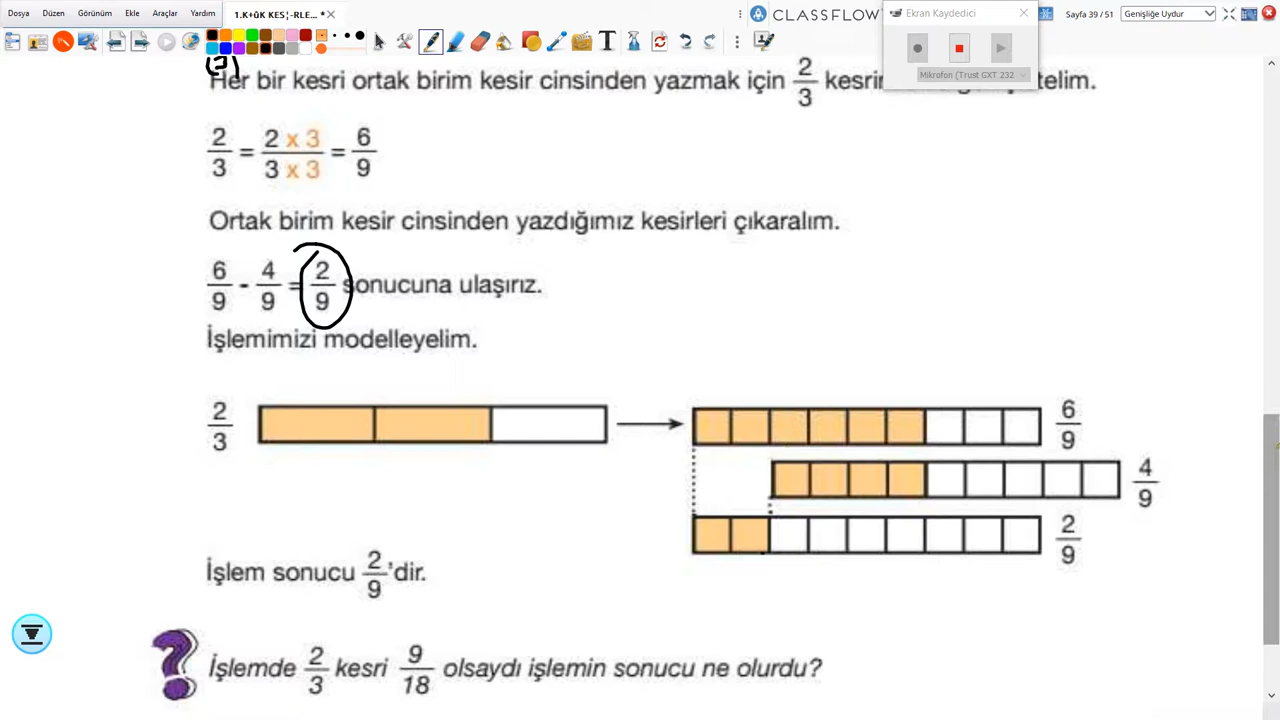 Dosya Düzen Görünüm Ekle Araçlar Yardım
1.K+ûK KES¦-RLE... *
CLASSFLOW
Ekran Kaydedici
Sayfa 39 / 51
Genişliğe Uydur
Mikrofon (Trust GXT 232
Her bir kesri ortak birim kesir cinsinden yazmak için 2/3
2/3 = 2 x 3/3 x 3 = 6/9
Ortak birim kesir cinsinden yazdığımız kesirleri çıkaralım.
6/9 - 4/9 = 2/9 sonucuna ulaşırız.
İşlemimizi modelleyelim.
2/3
6/9
4/9
2/9
İşlem sonucu 2/9'dir.
? İşlemde 2/3 kesri 9/18 olsaydı işlemin sonucu ne olurdu?